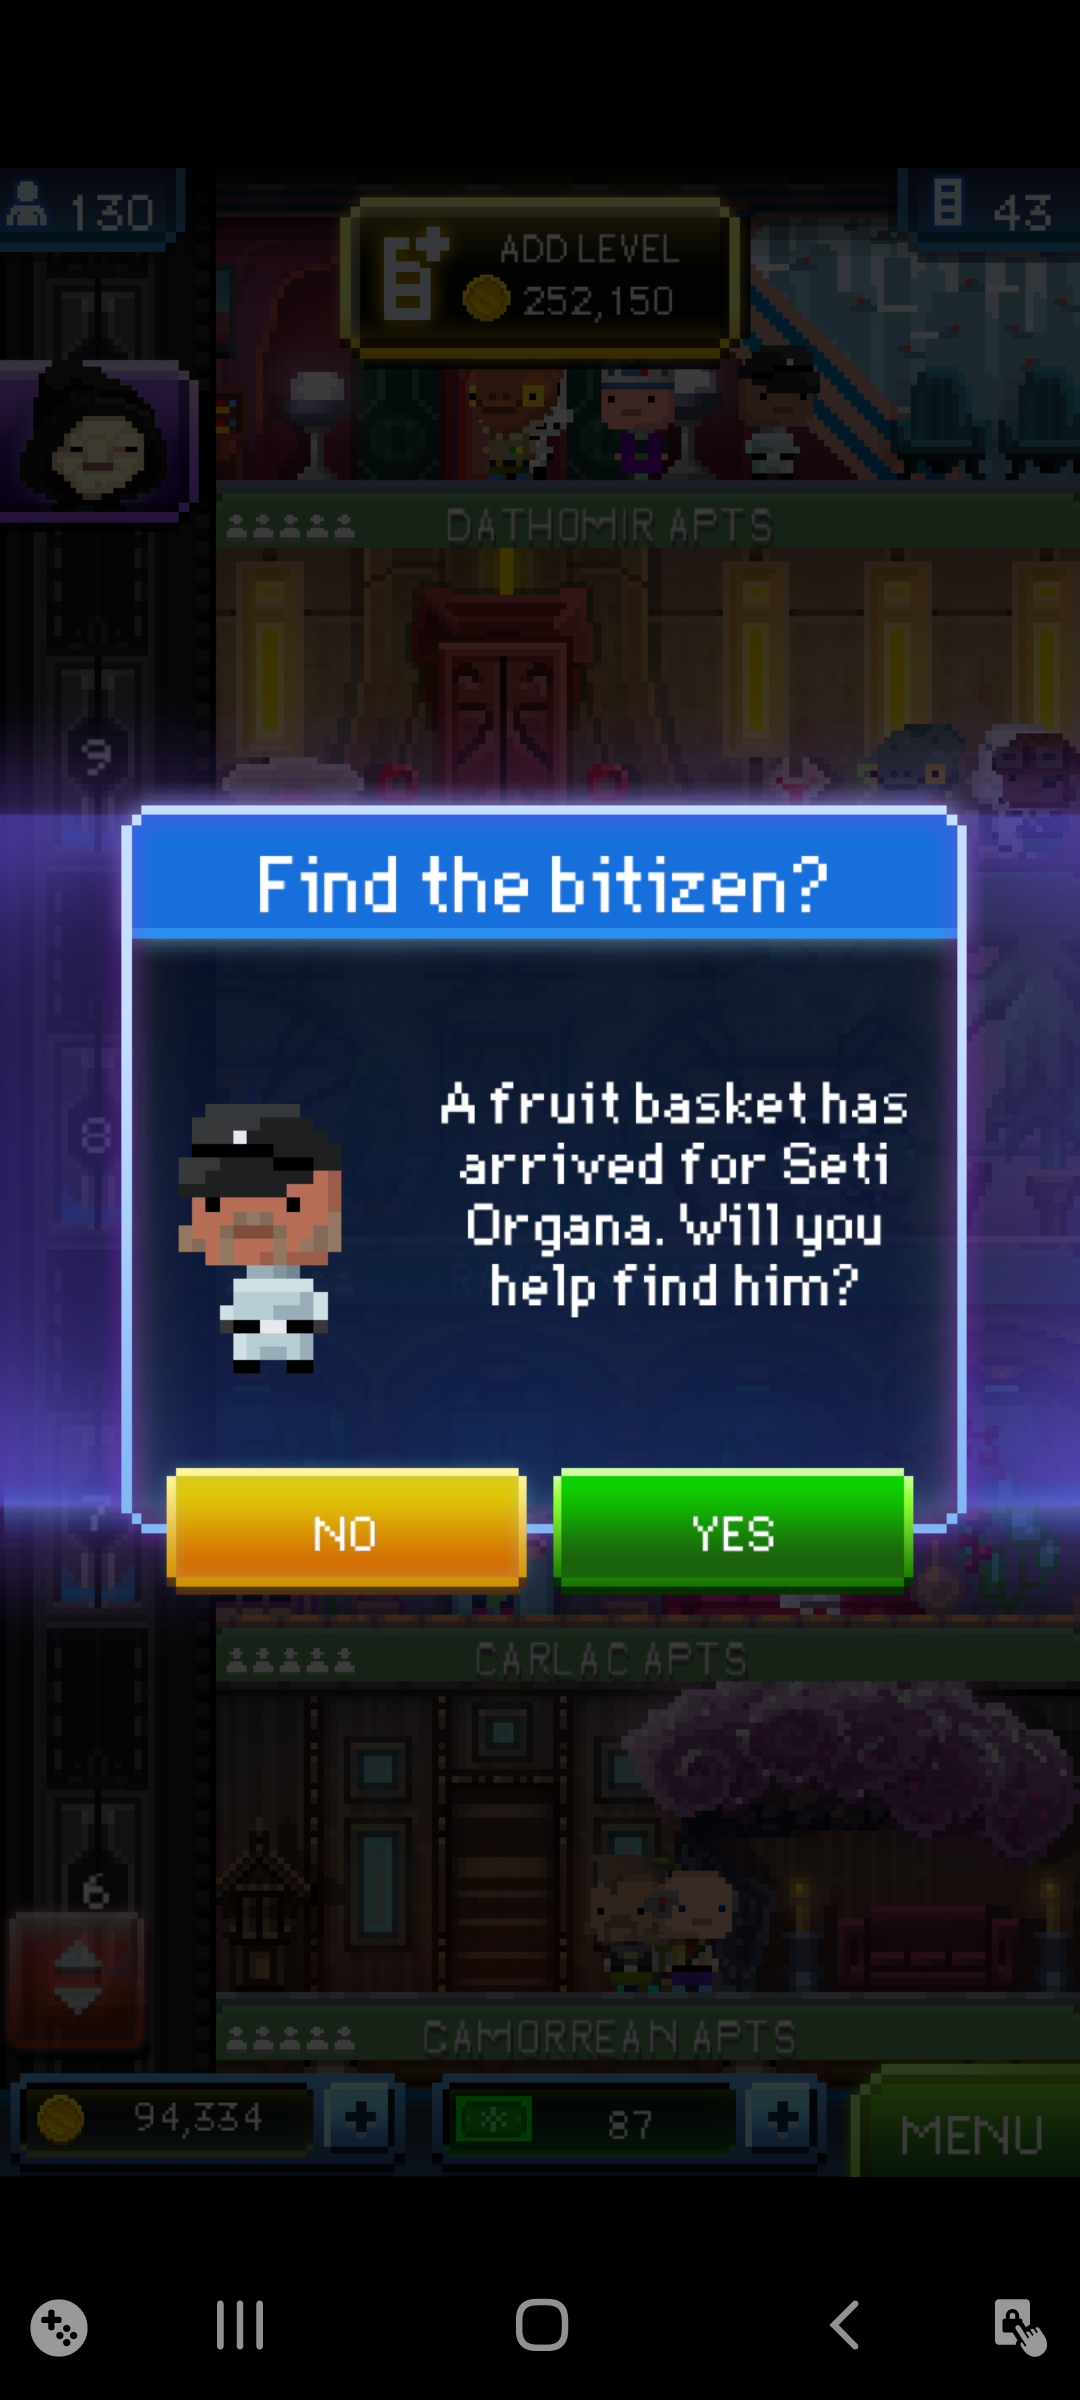 130
43
ADD LEVEL
252,150
DATHOMIR APTS
9
Find the bitizen?
8
A fruit basket has
arrived for Seti
Organa. Will you
help find him?
7
NO
YES
CARLAC APTS
6
CAMORREAN APTS
94,334
87
MENU